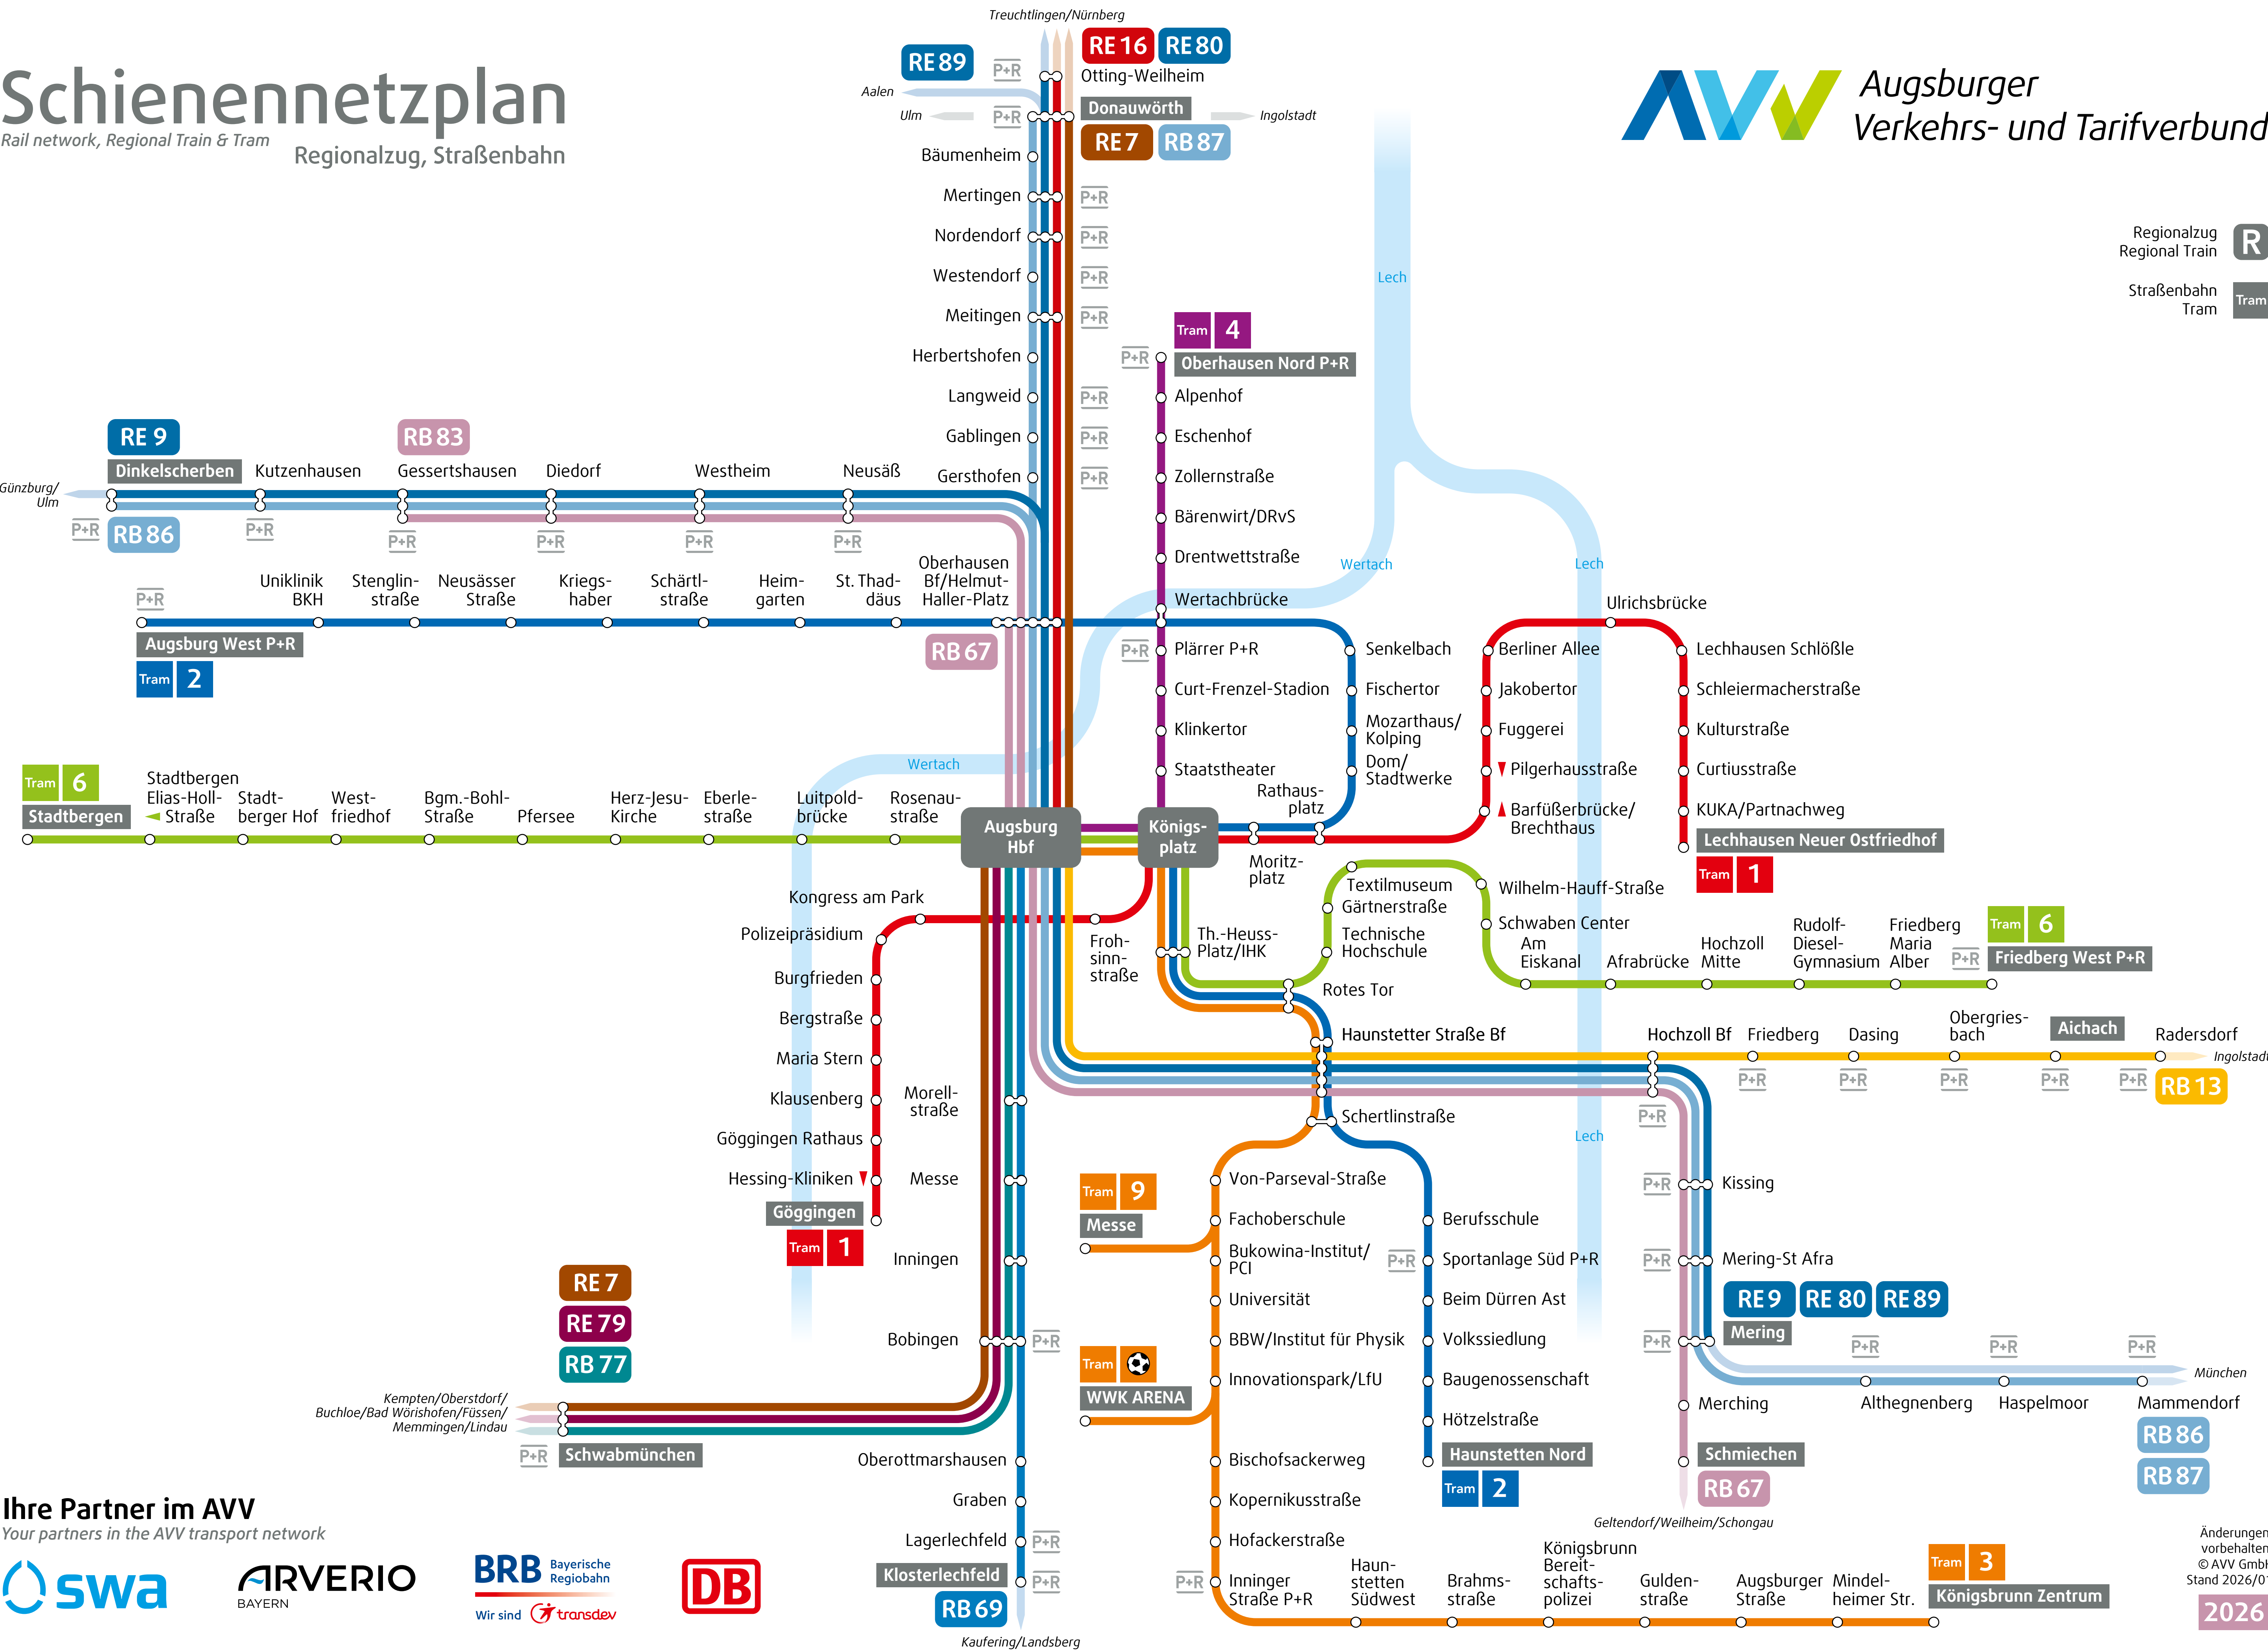 Schienennetzplan
Rail network, Regional Train & Tram
Regionalzug, Straßenbahn
Augsburger
Verkehrs- und Tarifverbund
Regionalzug
Regional Train
R
Straßenbahn
Tram
Tram
Treuchtlingen/Nürnberg
RE 89
P+R
RE 16
RE 80
Otting-Weilheim
Aalen
Ulm
P+R
Donauwörth
Ingolstadt
RE 7
RB 87
Bäumenheim
Mertingen
P+R
Nordendorf
P+R
Westendorf
P+R
Meitingen
P+R
Herbertshofen
Langweid
P+R
Gablingen
P+R
Gersthofen
P+R
Lech
Tram 4
P+R
Oberhausen Nord P+R
Alpenhof
Eschenhof
Zollernstraße
Bärenwirt/DRvS
Drentwettstraße
Wertachbrücke
P+R
Plärrer P+R
Curt-Frenzel-Stadion
Klinkertor
Staatstheater
Wertach
Lech
RE 9
Dinkelscherben
Kutzenhausen
RB 83
Gessertshausen
Diedorf
Westheim
Neusäß
Günzburg/
Ulm
P+R
RB 86
P+R
P+R
P+R
P+R
P+R
P+R
Augsburg West P+R
Tram 2
Uniklinik
BKH
Stenglin-
straße
Neusässer
Straße
Kriegs-
haber
Schärtl-
straße
Heim-
garten
St. Thad-
däus
Oberhausen
Bf/Helmut-
Haller-Platz
RB 67
Senkelbach
Fischertor
Mozarthaus/
Kolping
Dom/
Stadtwerke
Rathaus-
platz
Moritz-
platz
Berliner Allee
Jakobertor
Fuggerei
Pilgerhausstraße
Barfüßerbrücke/
Brechthaus
Ulrichsbrücke
Lechhausen Schlößle
Schleiermacherstraße
Kulturstraße
Curtiusstraße
KUKA/Partnachweg
Lechhausen Neuer Ostfriedhof
Tram 1
Wertach
Tram 6
Stadtbergen
Stadtbergen
Elias-Holl-
Straße
Stadt-
berger Hof
West-
friedhof
Bgm.-Bohl-
Straße
Pfersee
Herz-Jesu-
Kirche
Eberle-
straße
Luitpold-
brücke
Rosenau-
straße
Augsburg
Hbf
Königs-
platz
Kongress am Park
Polizeipräsidium
Burgfrieden
Bergstraße
Maria Stern
Klausenberg
Göggingen Rathaus
Hessing-Kliniken
Göggingen
Tram 1
Froh-
sinn-
straße
Th.-Heuss-
Platz/IHK
Textilmuseum
Gärtnerstraße
Technische
Hochschule
Rotes Tor
Wilhelm-Hauff-Straße
Schwaben Center
Am
Eiskanal
Afrabrücke
Hochzoll
Mitte
Rudolf-
Diesel-
Gymnasium
Friedberg
Maria
Alber
P+R
Tram 6
Friedberg West P+R
Haunstetter Straße Bf
Hochzoll Bf
P+R
Friedberg
P+R
Dasing
P+R
Obergries-
bach
P+R
Aichach
P+R
Radersdorf
P+R
RB 13
Ingolstadt
Lech
Schertlinstraße
Morell-
straße
Messe
Inningen
Bobingen
P+R
RE 7
RE 79
RB 77
Kempten/Oberstdorf/
Buchloe/Bad Wörishofen/Füssen/
Memmingen/Lindau
P+R
Schwabmünchen
Oberottmarshausen
Graben
Lagerlechfeld
P+R
Klosterlechfeld
P+R
RB 69
Kaufering/Landsberg
Tram 9
Messe
Tram
WWK ARENA
Von-Parseval-Straße
Fachoberschule
Bukowina-Institut/
PCI
Universität
BBW/Institut für Physik
Innovationspark/LfU
Bischofsackerweg
Kopernikusstraße
Hofackerstraße
P+R
Inninger
Straße P+R
Haun-
stetten
Südwest
Brahms-
straße
Königsbrunn
Bereit-
schafts-
polizei
Gulden-
straße
Augsburger
Straße
Mindel-
heimer Str.
Tram 3
Königsbrunn Zentrum
Berufsschule
P+R
Sportanlage Süd P+R
Beim Dürren Ast
Volkssiedlung
Baugenossenschaft
Hötzelstraße
Haunstetten Nord
Tram 2
P+R
Kissing
P+R
Mering-St Afra
RE 9
RE 80
RE 89
P+R
Mering
Merching
Schmiechen
RB 67
Geltendorf/Weilheim/Schongau
P+R
P+R
P+R
München
Althegnenberg
Haspelmoor
Mammendorf
RB 86
RB 87
Ihre Partner im AVV
Your partners in the AVV transport network
swa
ARVERIO
BAYERN
BRB Bayerische
Regiobahn
Wir sind transdev
DB
Änderungen
vorbehalten
© AVV GmbH
Stand 2026/01
2026